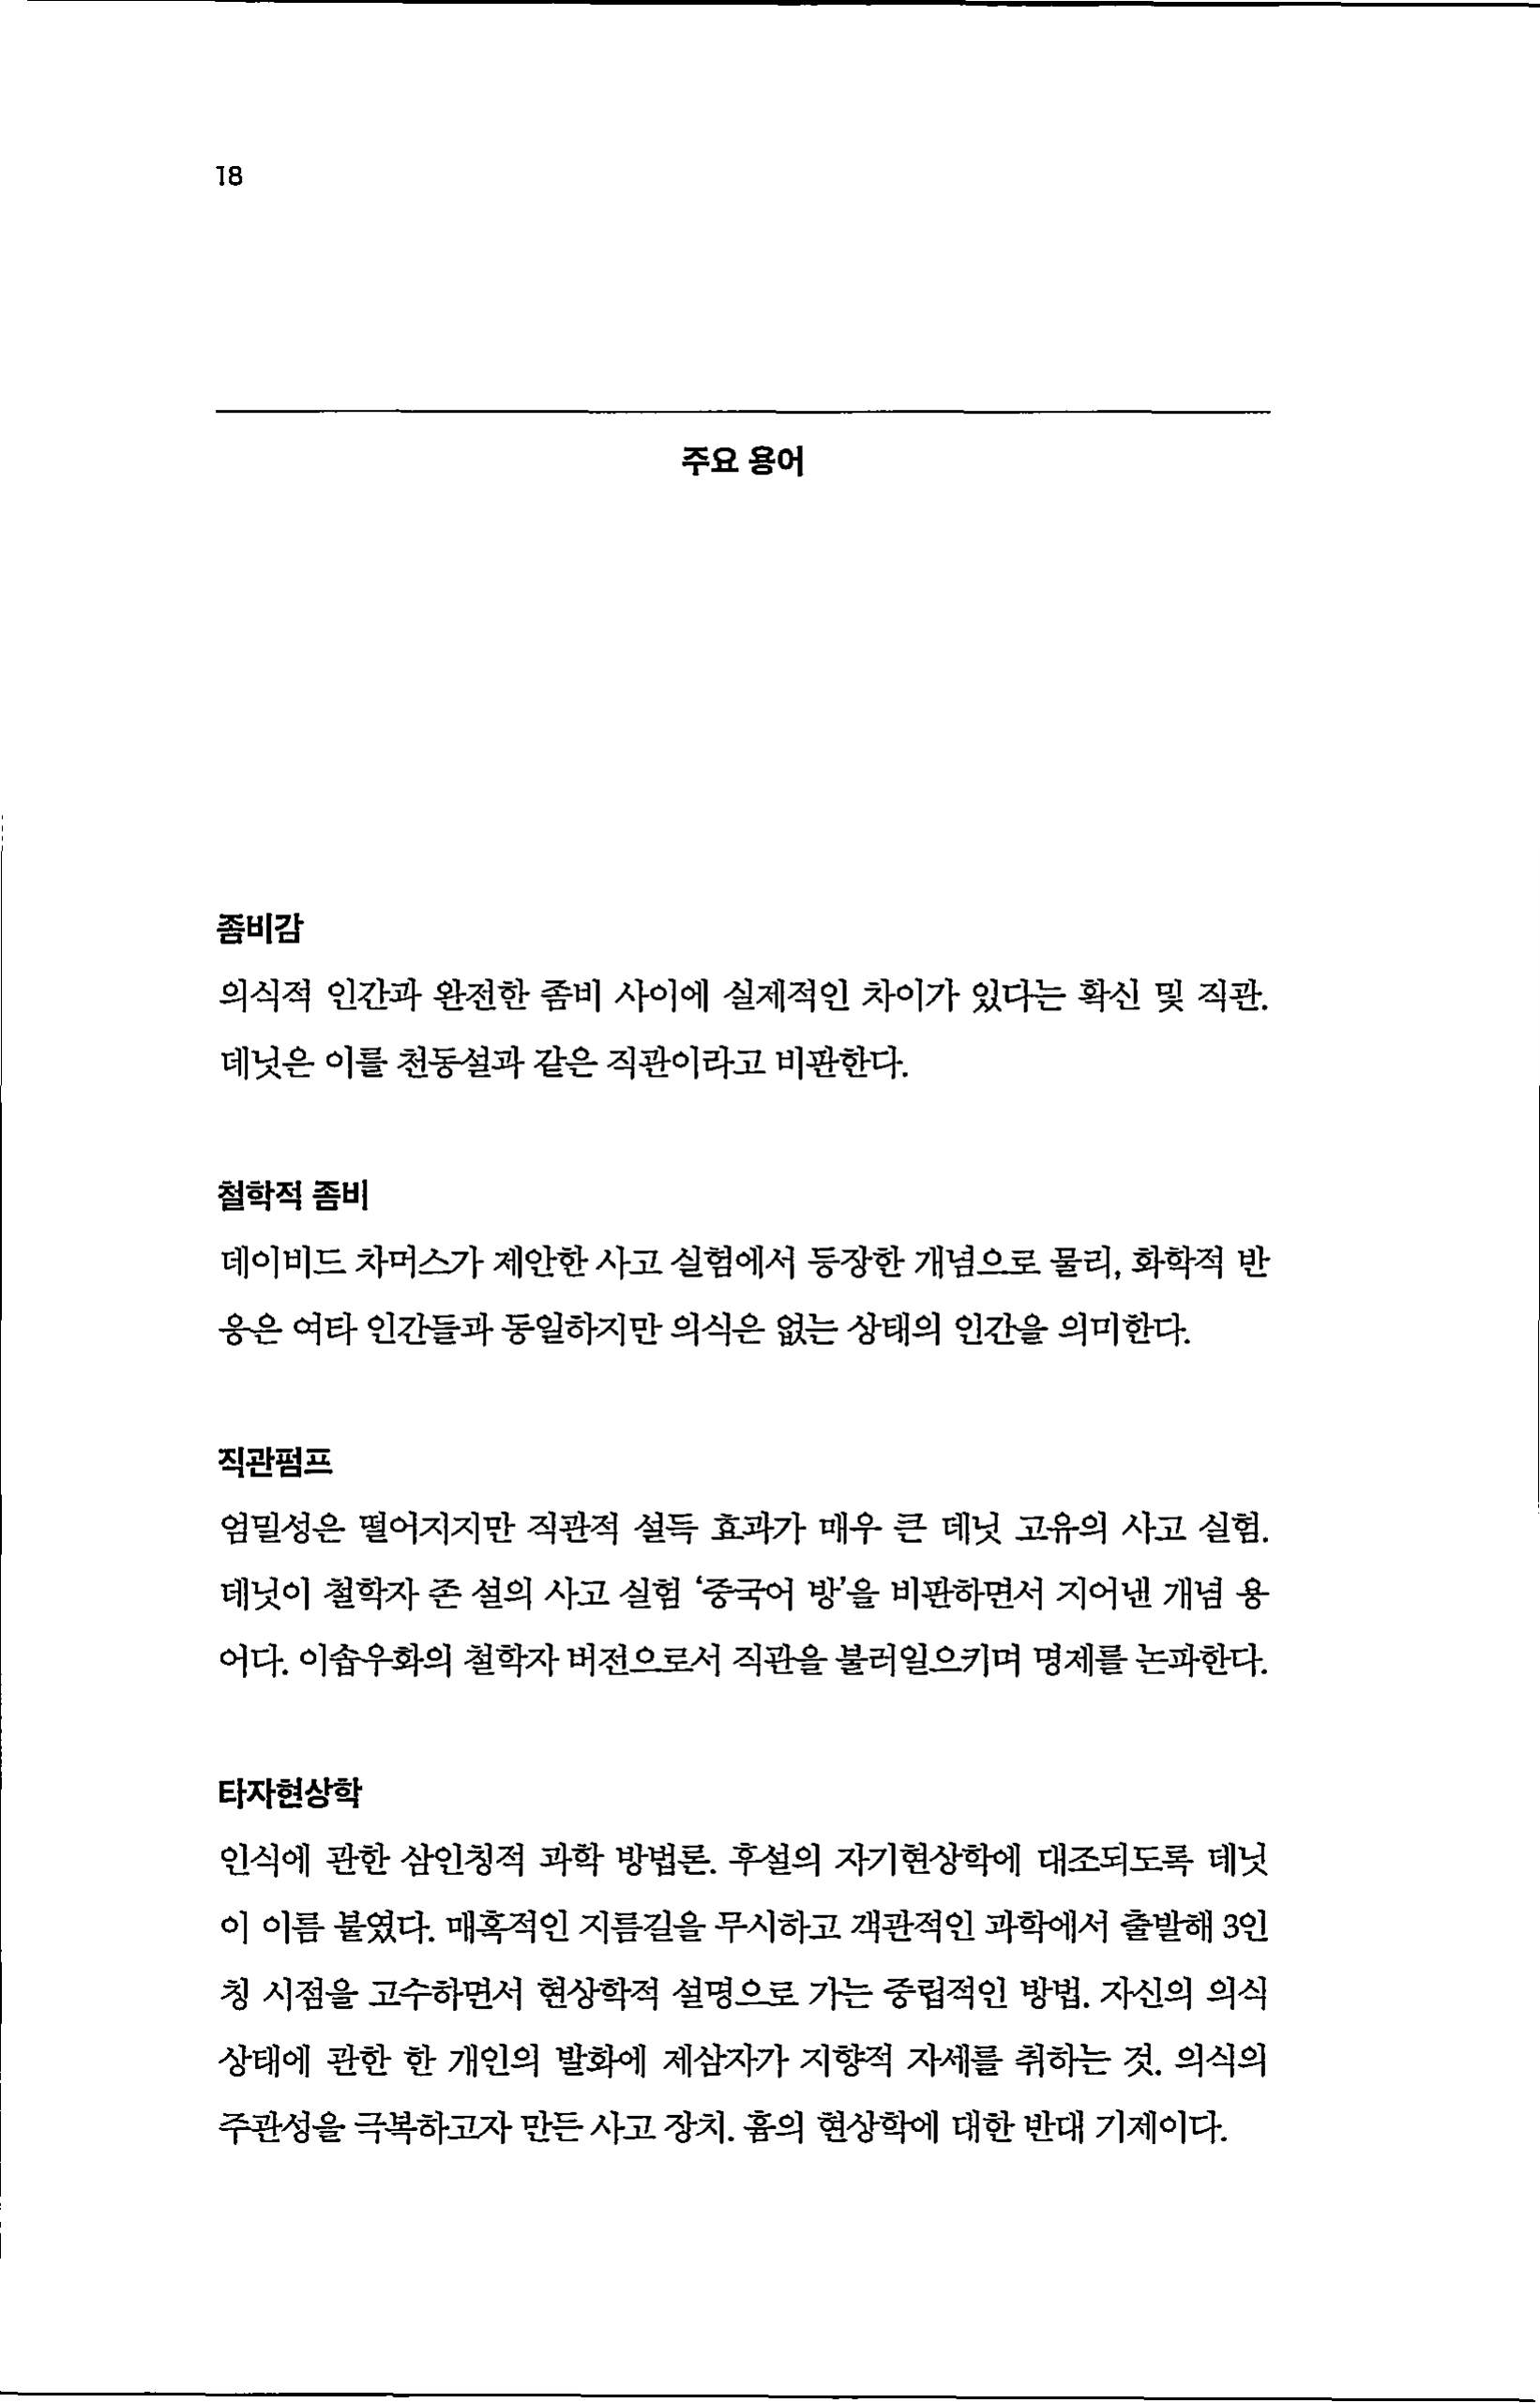 18
주요 용어
좀비감
의식적 인간과 완전한 좀비 사이에 실제적인 차이가 있다는 확신 및 직관.
데닛은 이를 천동설과 같은 직관이라고 비판한다.
철학적 좀비
데이비드 차머스가 제안한 사고 실험에서 등장한 개념으로 물리, 화학적 반
응은 여타 인간들과 동일하지만 의식은 없는 상태의 인간을 의미한다.
직관펌프
엄밀성은 떨어지지만 직관적 설득 효과가 매우 큰 데닛 고유의 사고 실험.
데닛이 철학자 존 설의 사고 실험 ‘중국어 방’을 비판하면서 지어낸 개념 용
어다. 이솝우화의 철학자 버전으로서 직관을 불러일으키며 명제를 논파한다.
타자현상학
인식에 관한 삼인칭적 과학 방법론. 후설의 자기현상학에 대조되도록 데닛
이 이름 붙였다. 매혹적인 지름길을 무시하고 객관적인 과학에서 출발해 3인
칭 시점을 고수하면서 현상학적 설명으로 가는 중립적인 방법. 자신의 의식
상태에 관한 한 개인의 발화에 제삼자가 지향적 자세를 취하는 것. 의식의
주관성을 극복하고자 만든 사고 장치. 흄의 현상학에 대한 반대 기제이다.